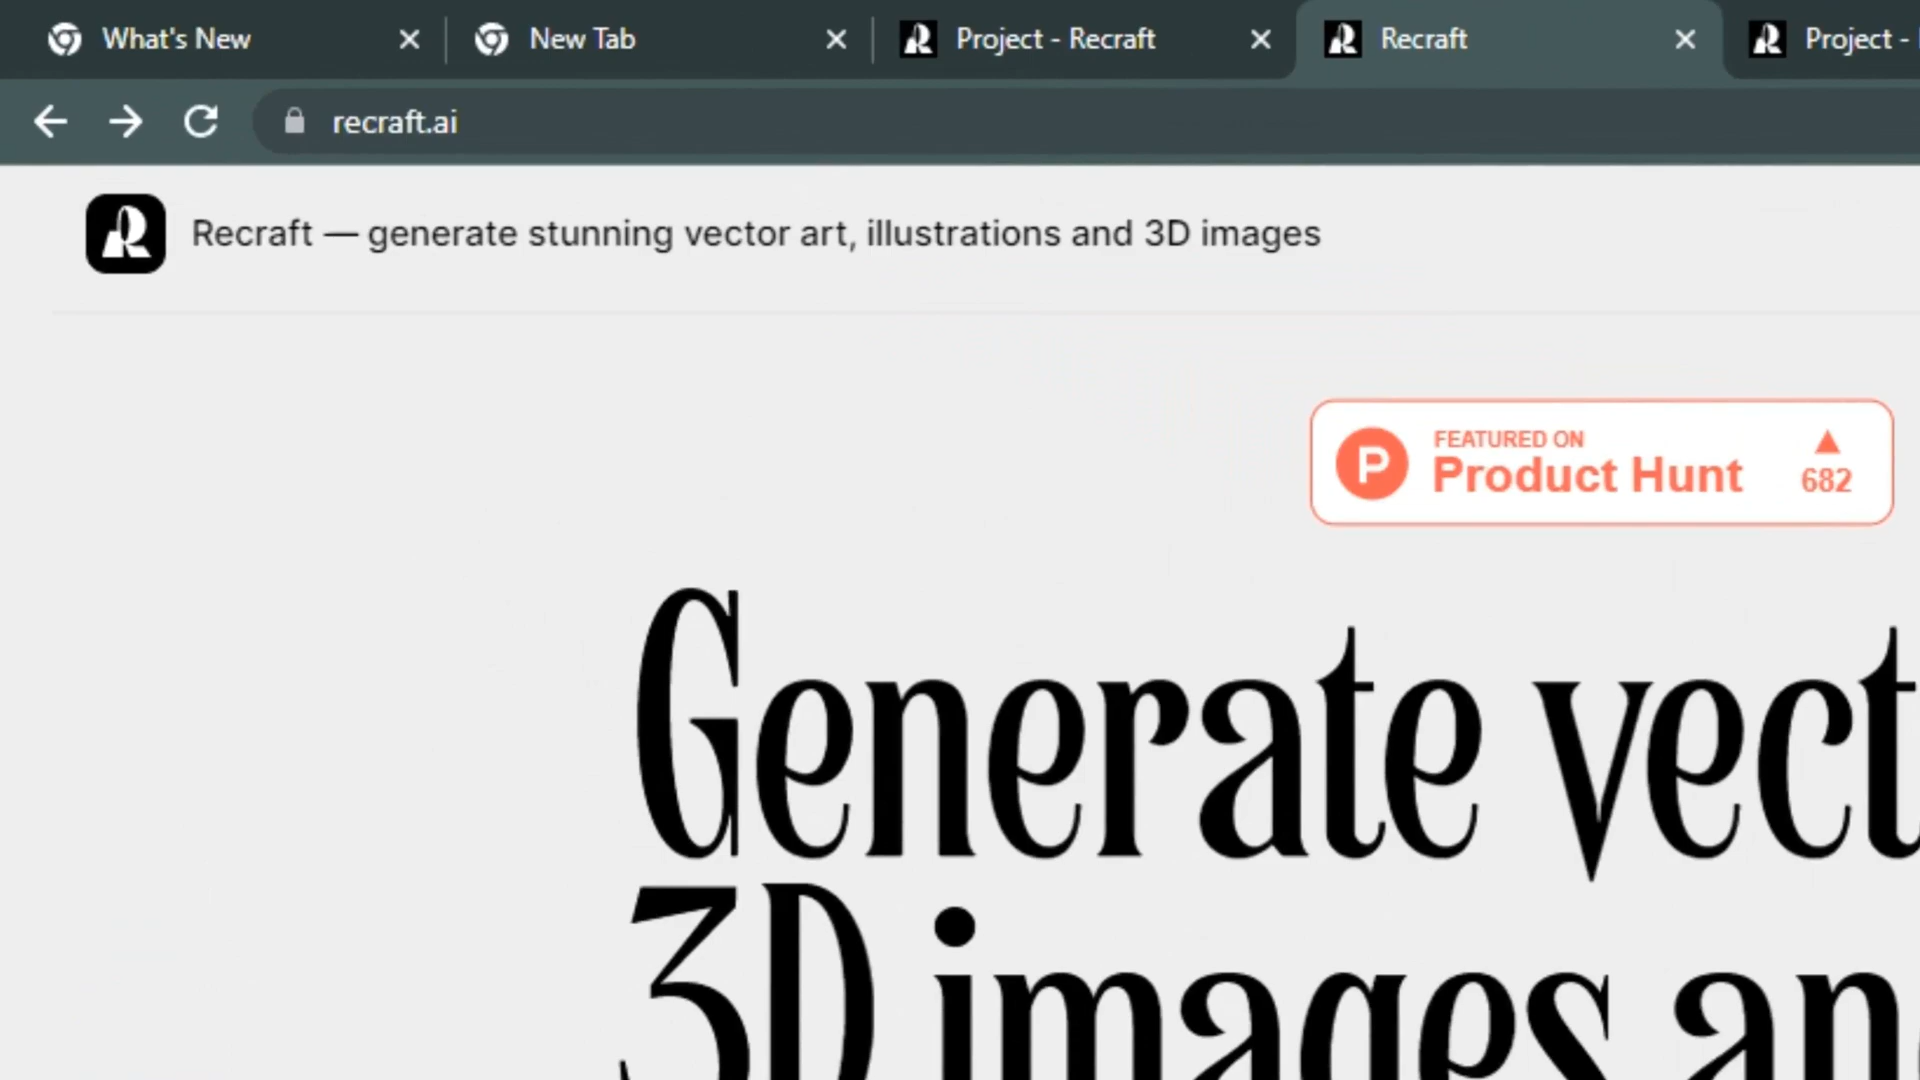 What's New
New Tab
Project - Recraft
Recraft
Project -
recraft.ai
Recraft — generate stunning vector art, illustrations and 3D images
P
FEATURED ON
Product Hunt
682
Generate vect
3D images an